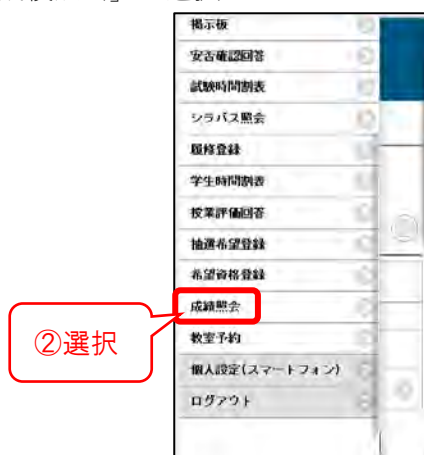 掲示板
安否確認回答
試験時間割表
シラバス照会
履修登録
学生時間割表
授業評価回答
抽選希望登録
希望資格登録
成績照会
②選択
教室予約
個人設定(スマートフォン)
ログアウト